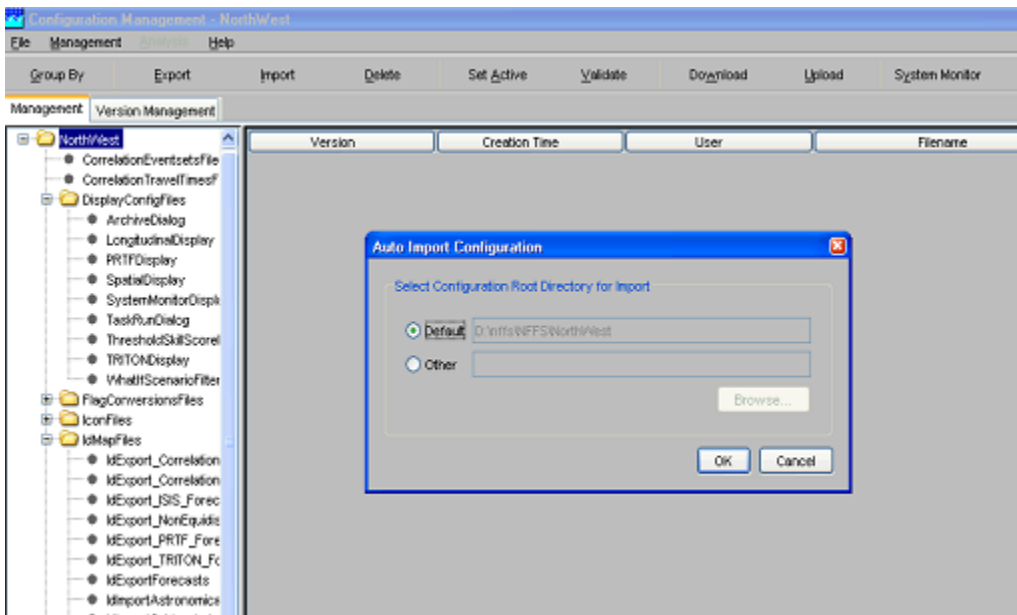 Configuration Management - NorthWest
File Management Analysis Help
Group By Export Import Delete Set Active Validate Download Upload System Monitor
Management Version Management
NorthWest
Version Creation Time User Filename
CorrelationEventsetsFile
CorrelationTravelTimesF
DisplayConfigFiles
ArchiveDialog
LongitudinalDisplay
PRTFDisplay
SpatialDisplay
SystemMonitorDispl
TaskRunDialog
ThresholdSkillScorel
TRITONDisplay
WhatIfScenarioFilter
FlagConversionsFiles
IconFiles
IdMapFiles
IdExport_Correlation
IdExport_Correlation
IdExport_ISIS_Forec
IdExport_NonEquidis
IdExport_PRTF_Fore
IdExport_TRITON_Fc
IdExportForecasts
IdImportAstronomica
Auto Import Configuration
Select Configuration Root Directory for Import
Default D:\nffs\NFFS\NorthWest
Other
Browse...
OK Cancel